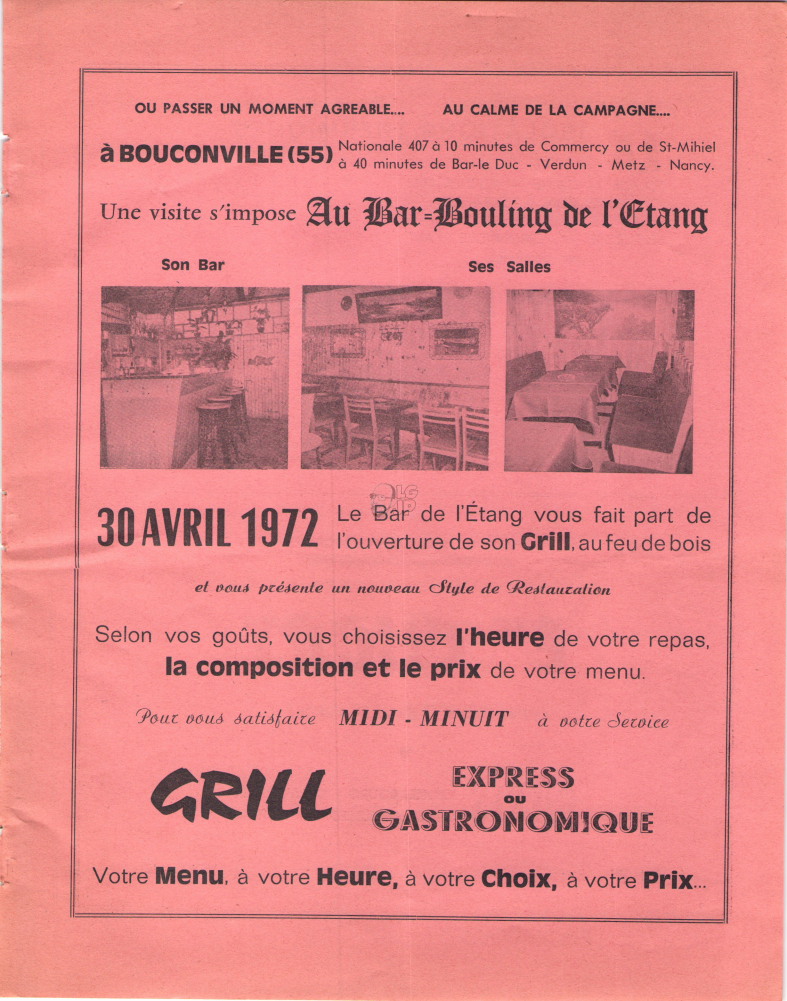 OU PASSER UN MOMENT AGREABLE.... AU CALME DE LA CAMPAGNE....
à BOUCONVILLE (55) Nationale 407 à 10 minutes de Commercy ou de St-Mihiel
à 40 minutes de Bar-le Duc - Verdun - Metz - Nancy.
Une visite s'impose Au Bar=Bouling de l'Etang
Son Bar Ses Salles
30 AVRIL 1972 Le Bar de l'Étang vous fait part de
l'ouverture de son Grill, au feu de bois
et vous présente un nouveau Style de Restauration
Selon vos goûts, vous choisissez l'heure de votre repas,
la composition et le prix de votre menu.
Pour vous satisfaire MIDI - MINUIT à votre Service
GRILL EXPRESS
OU
GASTRONOMIQUE
Votre Menu, à votre Heure, à votre Choix, à votre Prix...